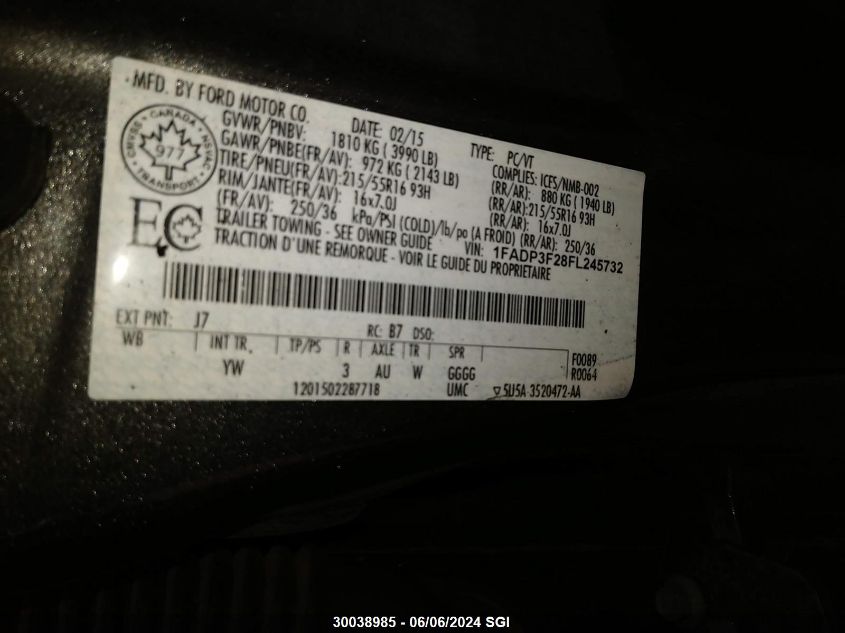 MFD. BY FORD MOTOR CO.
DATE: 02/15 TYPE: PC/VT
GVWR/PNBV: 1810 KG ( 3990 LB) COMPLIES: ICES/NMB-002
GAWR/PNBE(FR/AV): 972 KG ( 2143 LB) (RR/AR): 880 KG ( 1940 LB)
TIRE/PNEU(FR/AV):215/55R16 93H (RR/AR):215/55R16 93H
RIM/JANTE(FR/AV): 16x7.0J (RR/AR): 16x7.0J
(FR/AV): 250/36 kPa/PSI (COLD)/lb/po (A FROID) (RR/AR): 250/36
TRAILER TOWING - SEE OWNER GUIDE VIN: 1FADP3F28FL245732
TRACTION D'UNE REMORQUE - VOIR LE GUIDE DU PROPRIETAIRE
CANADA
977
TRANSPORT
EC
EXT PNT: J7 RC: B7 DSO:
WB INT TR. TP/PS R AXLE TR SPR F0089
YW 3 AU W GGGG R0064
1201502287718 UMC 5U5A 3520472-AA
30038985 - 06/06/2024 SGI